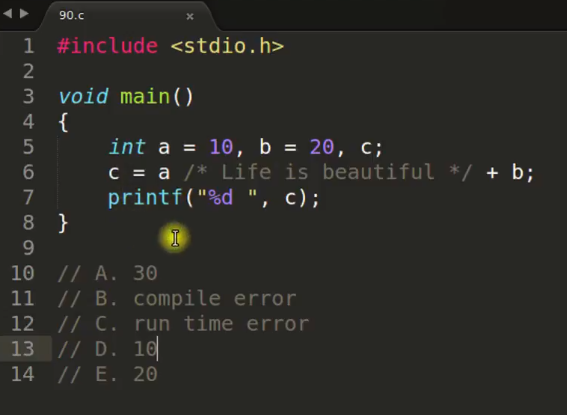 90.c ×
1 #include <stdio.h>
2
3 void main()
4 {
5     int a = 10, b = 20, c;
6     c = a /* Life is beautiful */ + b;
7     printf("%d ", c);
8 }
9
10 // A. 30
11 // B. compile error
12 // C. run time error
13 // D. 10
14 // E. 20